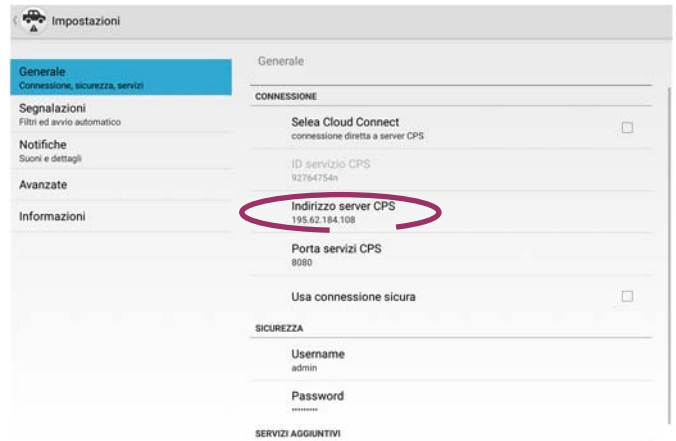 Impostazioni
Generale
Connessione, sicurezza, servizi
Segnalazioni
Filtri ed avvio automatico
Notifiche
Suoni e dettagli
Avanzate
Informazioni
Generale
CONNESSIONE
Selea Cloud Connect
connessione diretta a server CPS
ID servizio CPS
92764754n
Indirizzo server CPS
195.62.184.108
Porta servizi CPS
8080
Usa connessione sicura
SICUREZZA
Username
admin
Password
•••••••••
SERVIZI AGGIUNTIVI